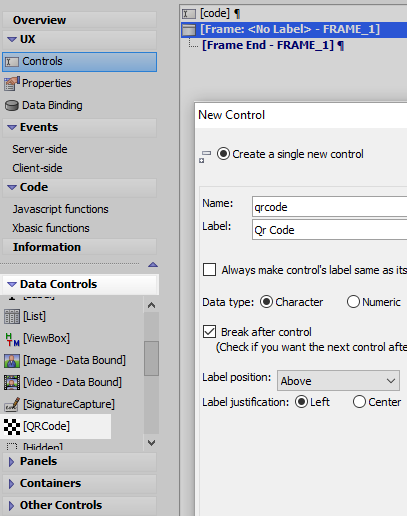 Overview
UX
Controls
Properties
Data Binding
Events
Server-side
Client-side
Code
Javascript functions
Xbasic functions
Information
Data Controls
[Label]
[List]
[ViewBox]
[Image - Data Bound]
[Video - Data Bound]
[SignatureCapture]
[QRCode]
[Hidden]
Panels
Containers
Other Controls
[code] ¶
[Frame: <No Label> - FRAME_1]
[Frame End - FRAME_1] ¶
New Control
Create a single new control
Name: qrcode
Label: Qr Code
Always make control's label same as its
Data type: Character Numeric
Break after control
(Check if you want the next control afte
Label position: Above
Label justification: Left Center